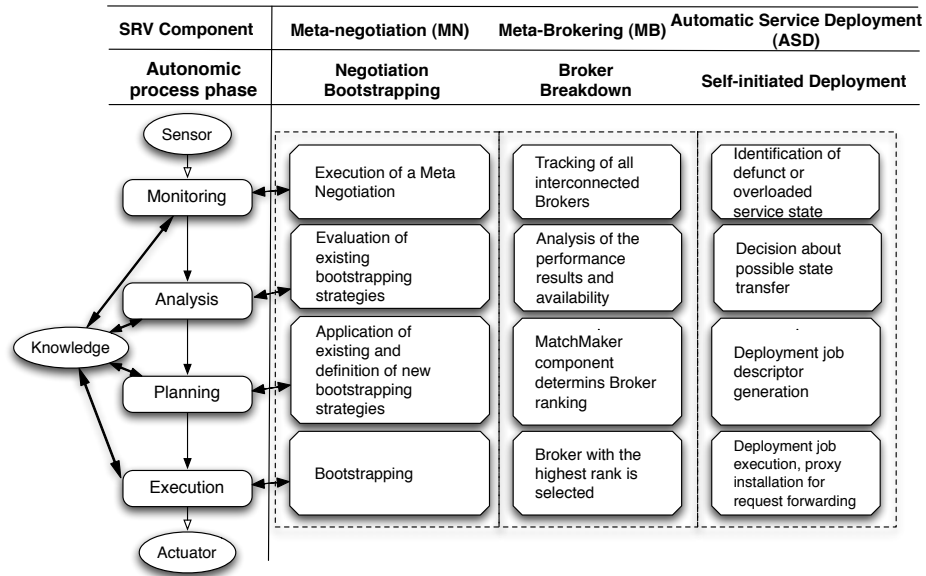 SRV Component
Meta-negotiation (MN)
Meta-Brokering (MB)
Automatic Service Deployment
(ASD)
Autonomic
process phase
Negotiation
Bootstrapping
Broker
Breakdown
Self-initiated Deployment
Sensor
Monitoring
Execution of a Meta
Negotiation
Tracking of all
interconnected
Brokers
Identification of
defunct or
overloaded
service state
Analysis
Evaluation of
existing
bootstrapping
strategies
Analysis of the
performance
results and
availability
Decision about
possible state
transfer
Knowledge
Planning
Application of
existing and
definition of new
bootstrapping
strategies
.
MatchMaker
component
determins Broker
ranking
.
Deployment job
descriptor
generation
Execution
Bootstrapping
Broker with the
highest rank is
selected
Deployment job
execution, proxy
installation for
request forwarding
Actuator